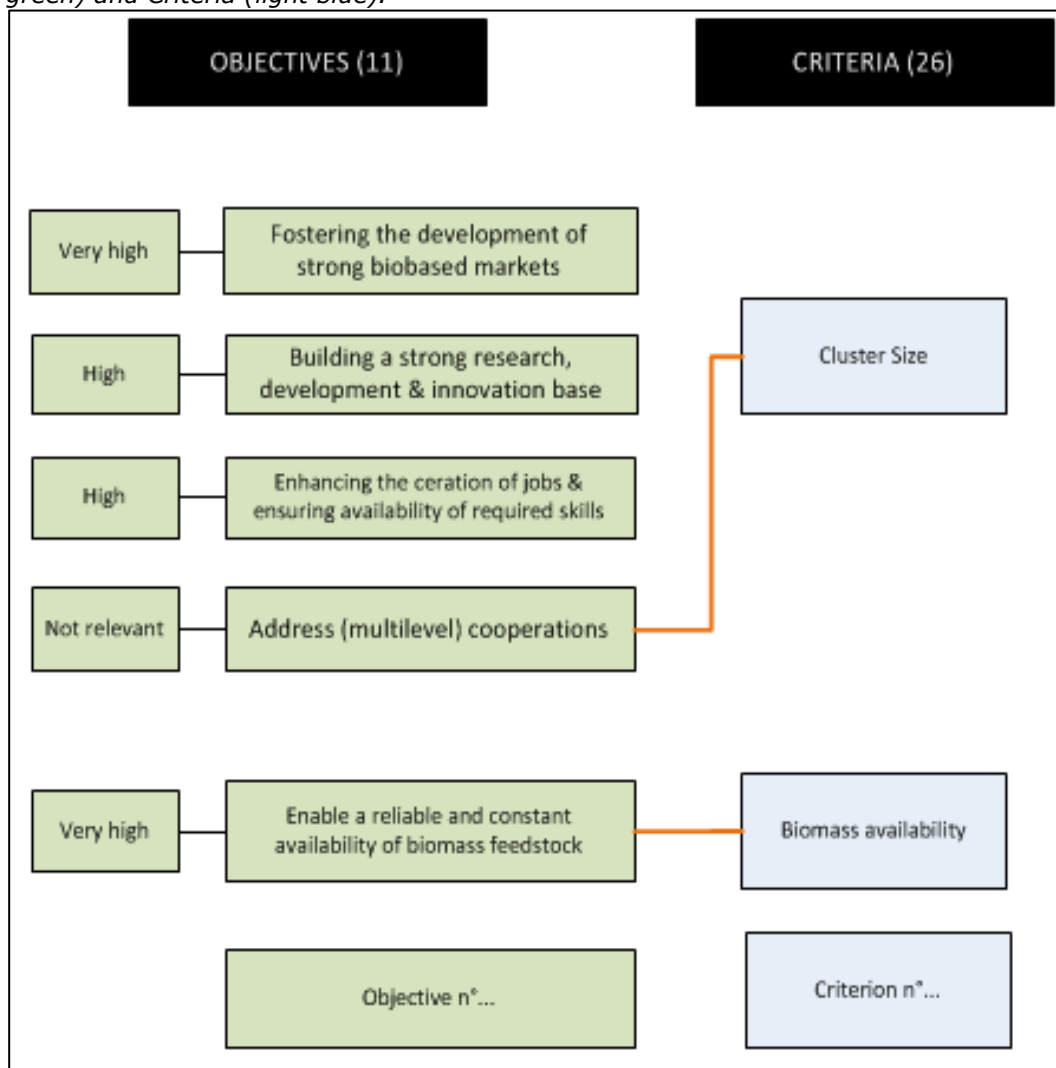 green) and Criteria (light blue).
OBJECTIVES (11)
CRITERIA (26)
Very high
Fostering the development of
strong biobased markets
Cluster Size
High
Building a strong research,
development & innovation base
High
Enhancing the ceration of jobs &
ensuring availability of required skills
Not relevant
Address (multilevel) cooperations
Very high
Enable a reliable and constant
availability of biomass feedstock
Biomass availability
Objective n°...
Criterion n°...